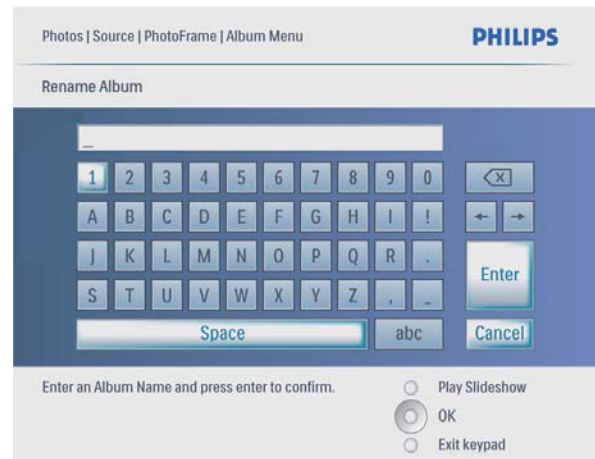 Photos | Source | PhotoFrame | Album Menu PHILIPS
Rename Album
_
1 2 3 4 5 6 7 8 9 0
A B C D E F G H I !
J K L M N O P Q R .
Enter
S T U V W X Y Z , _
Space abc Cancel
Enter an Album Name and press enter to confirm. Play Slideshow
OK
Exit keypad